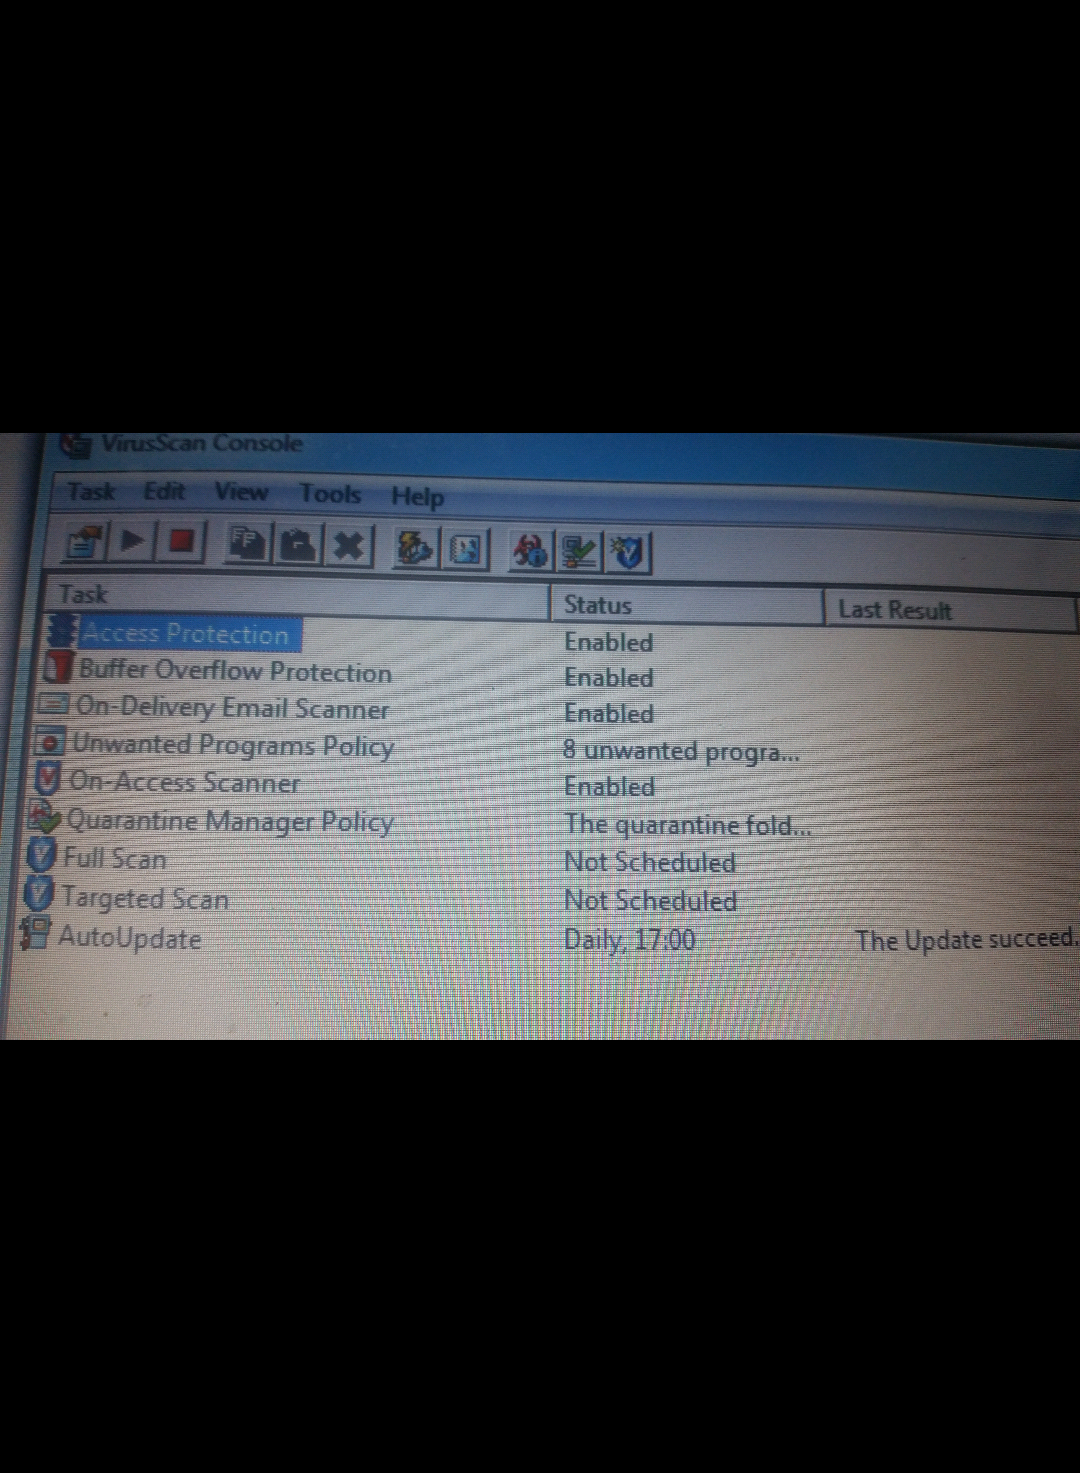 VirusScan Console
Task Edit View Tools Help
Task Status Last Result
Access Protection Enabled
Buffer Overflow Protection Enabled
On-Delivery Email Scanner Enabled
Unwanted Programs Policy 8 unwanted progra...
On-Access Scanner Enabled
Quarantine Manager Policy The quarantine fold...
Full Scan Not Scheduled
Targeted Scan Not Scheduled
AutoUpdate Daily, 17:00 The Update succeed.